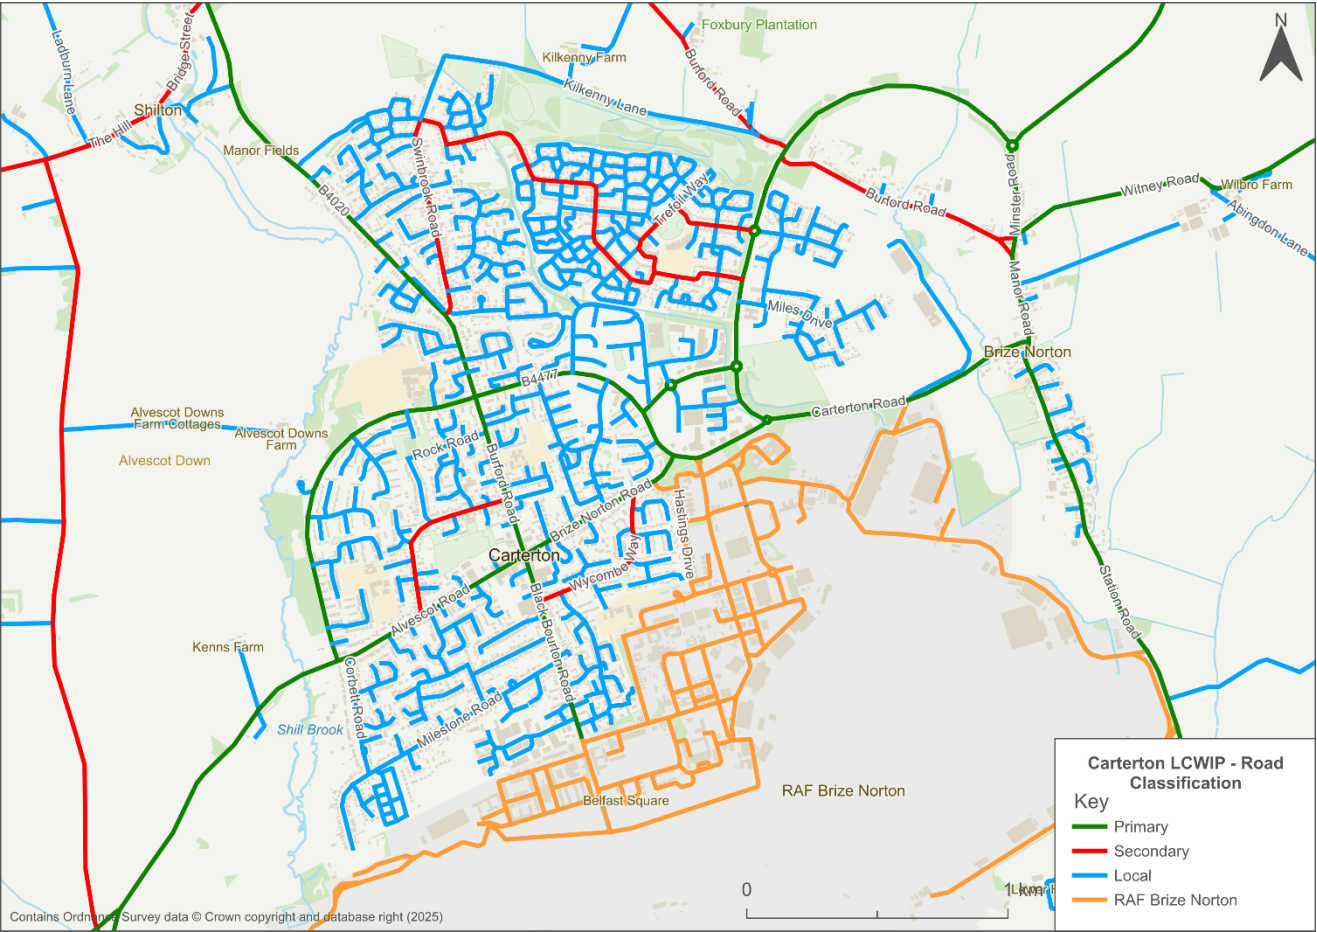 Foxbury Plantation
N
Kilkenny Farm
Ladburn Lane
Bridge Street
Burford Road
Kilkenny Lane
Shilton
The Hill
Manor Fields
Swinbrook Road
B4020
Trefoil Way
Burford Road
Minster Road
Witney Road
Wilbro Farm
Abingdon Lane
Manor Road
Miles Drive
Brize Norton
B4477
Carterton Road
Alvescot Downs
Farm Cottages
Alvescot Downs
Farm
Alvescot Down
Rock Road
Burford Road
Brize Norton Road
Hastings Drive
Carterton
Wycombe Way
Alvescot Road
Black Bourton Road
Station Road
Kenns Farm
Corbett Road
Milestone Road
Shill Brook
Belfast Square
RAF Brize Norton
Carterton LCWIP - Road
Classification
Key
Primary
Secondary
Local
RAF Brize Norton
0
1 km
Contains Ordnance Survey data © Crown copyright and database right (2025)